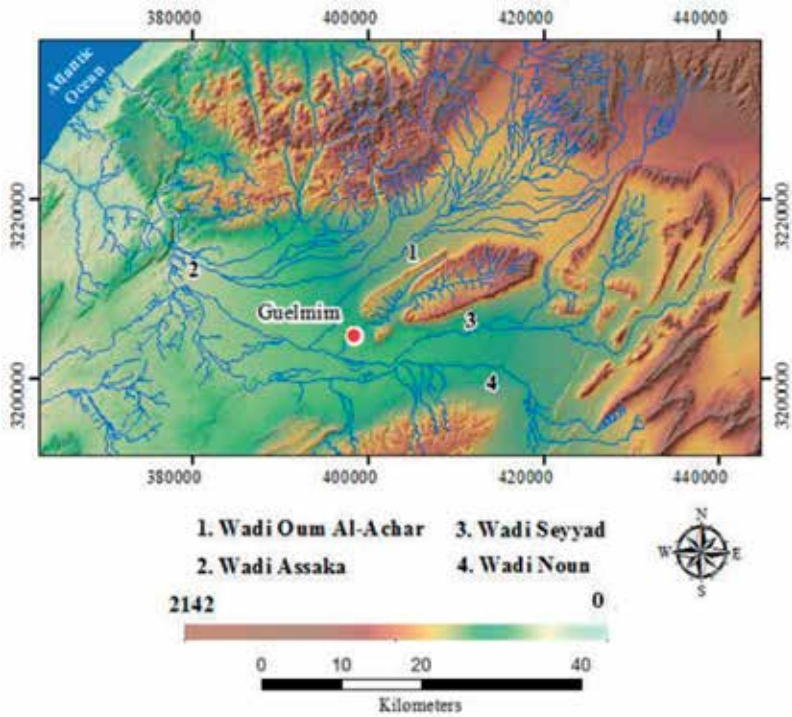 380000 400000 420000 440000
Atlantic
Ocean
3220000 3220000
1
2
Guelmim
3
3200000 4 3200000
380000 400000 420000 440000
1. Wadi Oum Al-Achar 3. Wadi Seyyad
2. Wadi Assaka 4. Wadi Noun
N
W E
S
2142 0
0 10 20 40
Kilometers